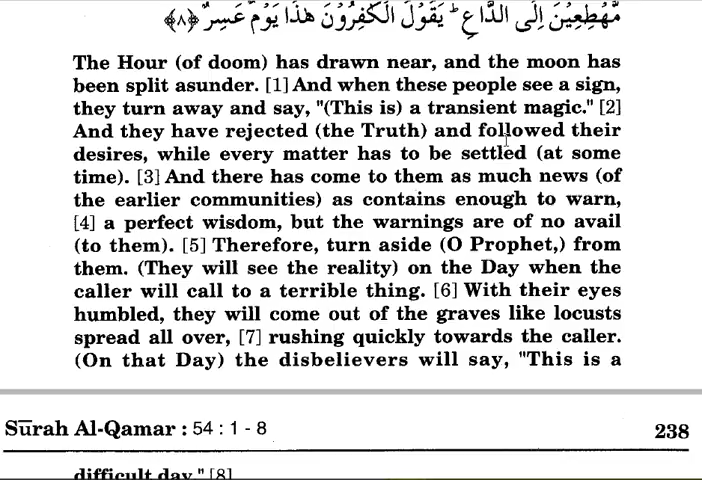 مُّهْطِعِيْنَ اِلَى الدَّاعِ ؕ يَقُوْلُ الْكٰفِرُوْنَ هٰذَا يَوْمٌ عَسِرٌ ﴿۸﴾
The Hour (of doom) has drawn near, and the moon has
been split asunder. [1] And when these people see a sign,
they turn away and say, "(This is) a transient magic." [2]
And they have rejected (the Truth) and followed their
desires, while every matter has to be settled (at some
time). [3] And there has come to them as much news (of
the earlier communities) as contains enough to warn,
[4] a perfect wisdom, but the warnings are of no avail
(to them). [5] Therefore, turn aside (O Prophet,) from
them. (They will see the reality) on the Day when the
caller will call to a terrible thing. [6] With their eyes
humbled, they will come out of the graves like locusts
spread all over, [7] rushing quickly towards the caller.
(On that Day) the disbelievers will say, "This is a
Sūrah Al-Qamar : 54 : 1 - 8 238
difficult day." [8]